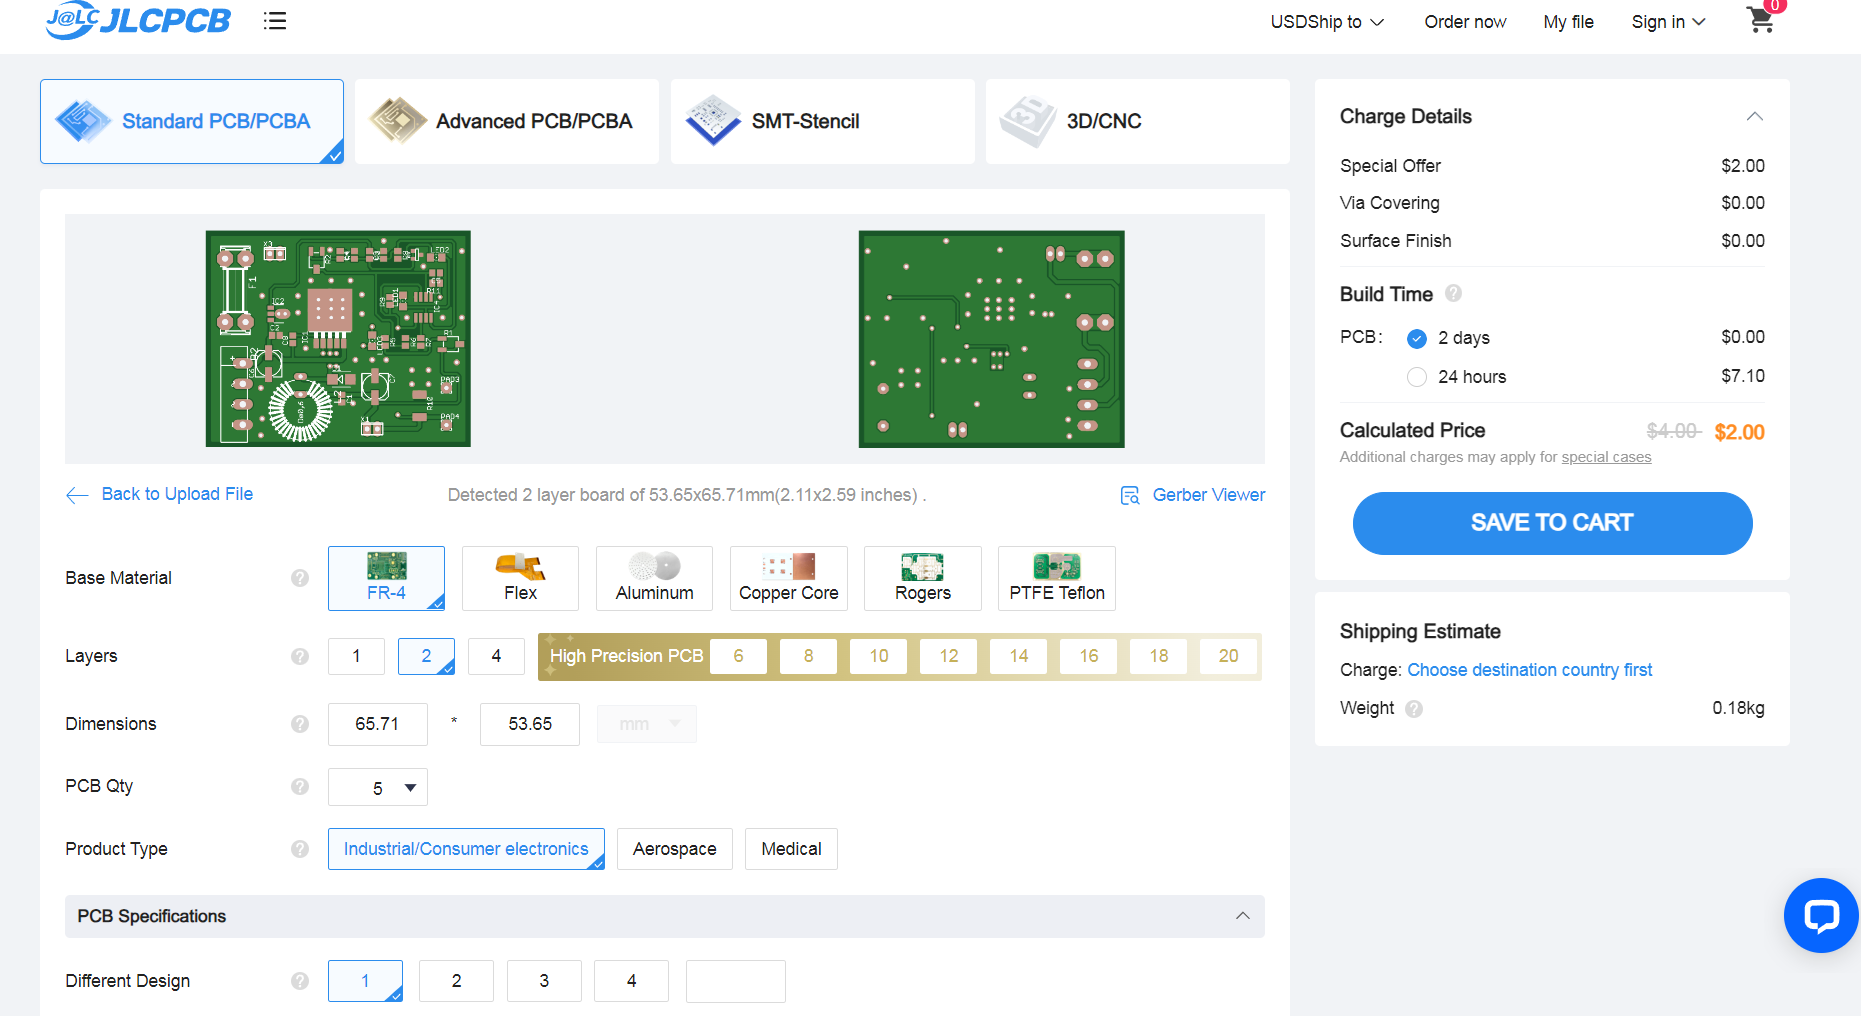 J@LC JLCPCB
USDShip to
Order now
My file
Sign in
0
Standard PCB/PCBA
Advanced PCB/PCBA
SMT-Stencil
3D/CNC
Back to Upload File
Detected 2 layer board of 53.65x65.71mm(2.11x2.59 inches) .
Gerber Viewer
Base Material
?
FR-4
Flex
Aluminum
Copper Core
Rogers
PTFE Teflon
Layers
?
1
2
4
High Precision PCB
6
8
10
12
14
16
18
20
Dimensions
?
65.71
*
53.65
mm
PCB Qty
?
5
Product Type
?
Industrial/Consumer electronics
Aerospace
Medical
PCB Specifications
Different Design
?
1
2
3
4
Charge Details
Special Offer $2.00
Via Covering $0.00
Surface Finish $0.00
Build Time ?
PCB: 2 days $0.00
24 hours $7.10
Calculated Price $4.00 $2.00
Additional charges may apply for special cases
SAVE TO CART
Shipping Estimate
Charge: Choose destination country first
Weight ? 0.18kg